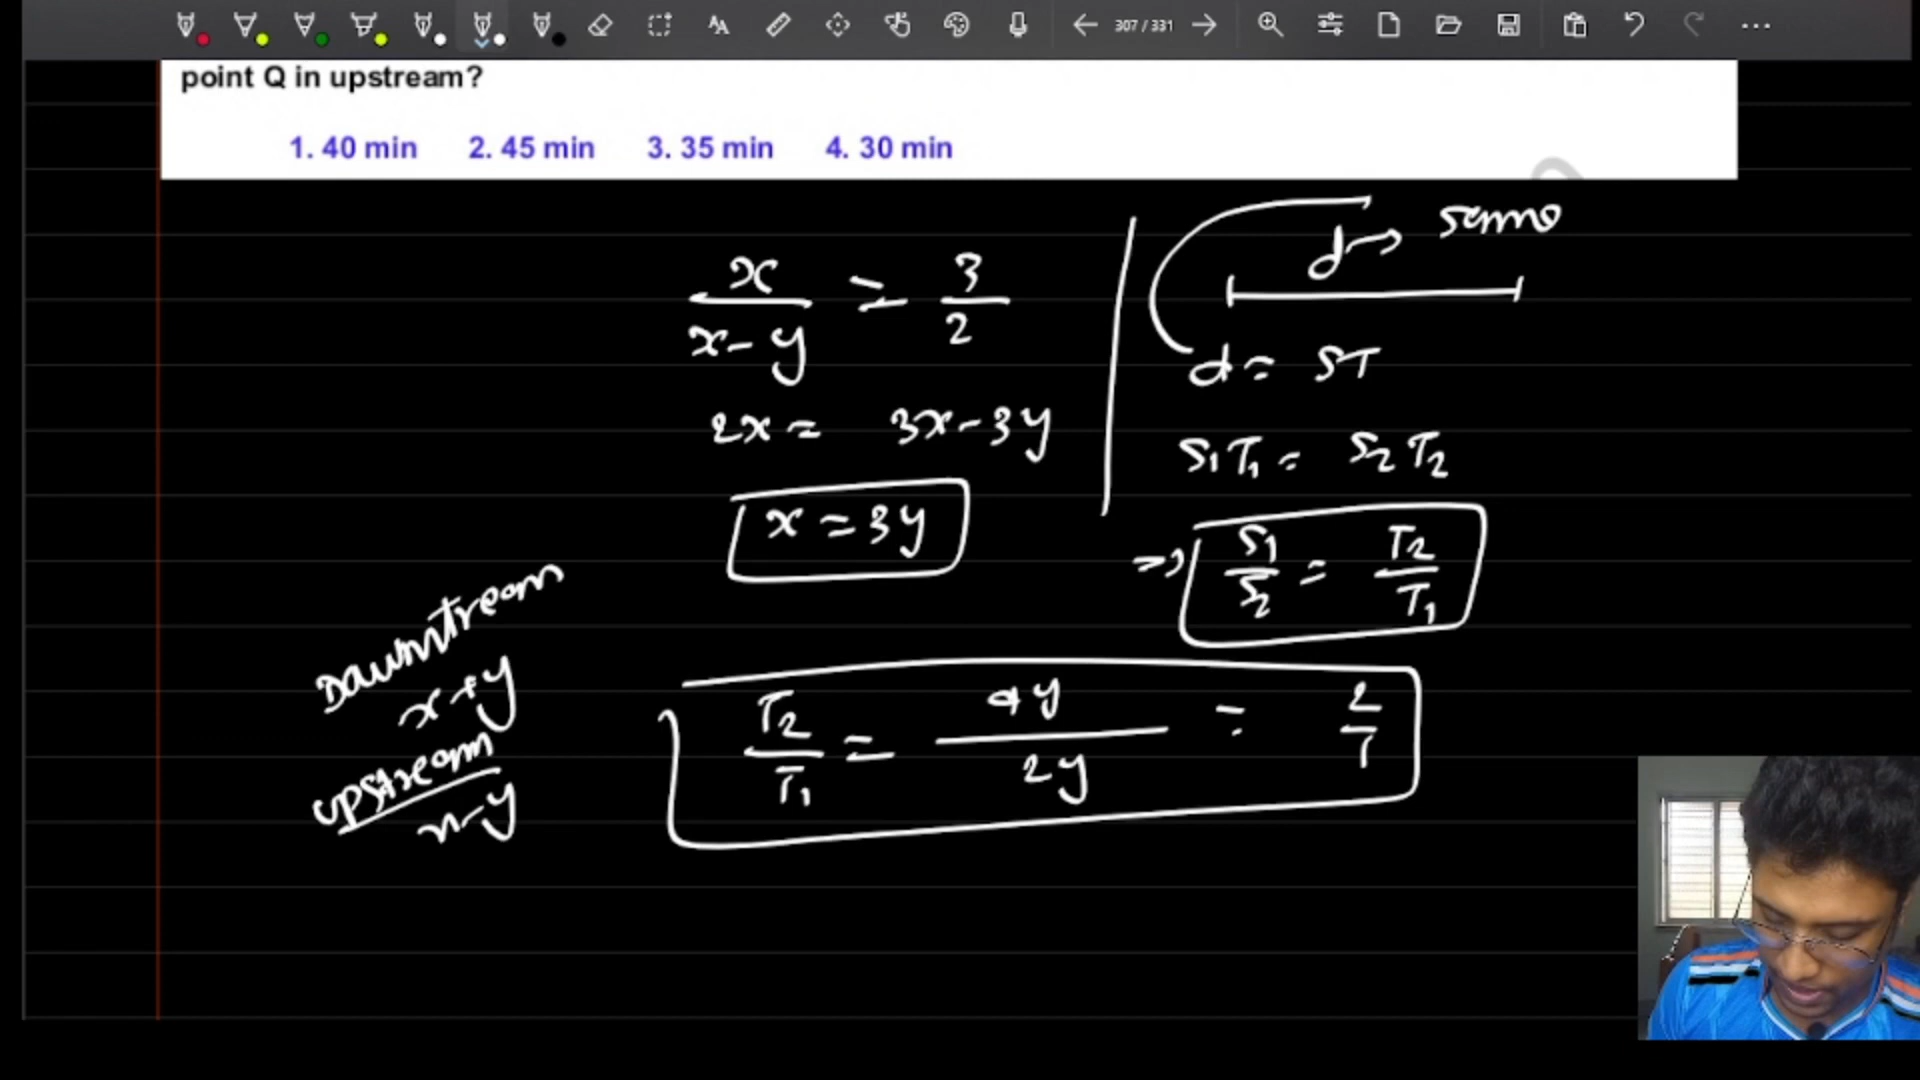 307 / 331
point Q in upstream?
1. 40 min 2. 45 min 3. 35 min 4. 30 min
x / x - y = 3 / 2
2x = 3x - 3y
x = 3y
d → same
d = ST
S1T1 = S2T2
⇒ S1 / S2 = T2 / T1
Downstream
x + y
upstream
x - y
T2 / T1 = 4y / 2y = 2 / 1